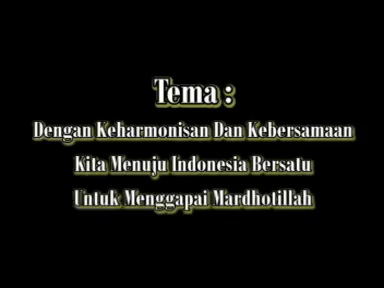 Tema :
Dengan Keharmonisan Dan Kebersamaan
Kita Menuju Indonesia Bersatu
Untuk Menggapai Mardhotillah